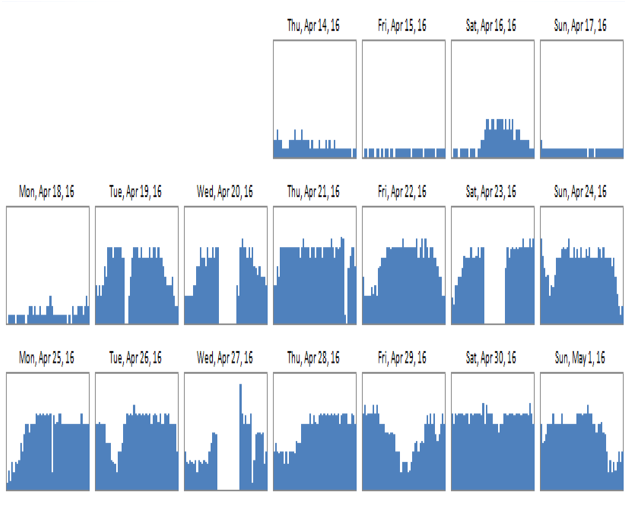 Thu, Apr 14, 16 Fri, Apr 15, 16 Sat, Apr 16, 16 Sun, Apr 17, 16
Mon, Apr 18, 16 Tue, Apr 19, 16 Wed, Apr 20, 16 Thu, Apr 21, 16 Fri, Apr 22, 16 Sat, Apr 23, 16 Sun, Apr 24, 16
Mon, Apr 25, 16 Tue, Apr 26, 16 Wed, Apr 27, 16 Thu, Apr 28, 16 Fri, Apr 29, 16 Sat, Apr 30, 16 Sun, May 1, 16